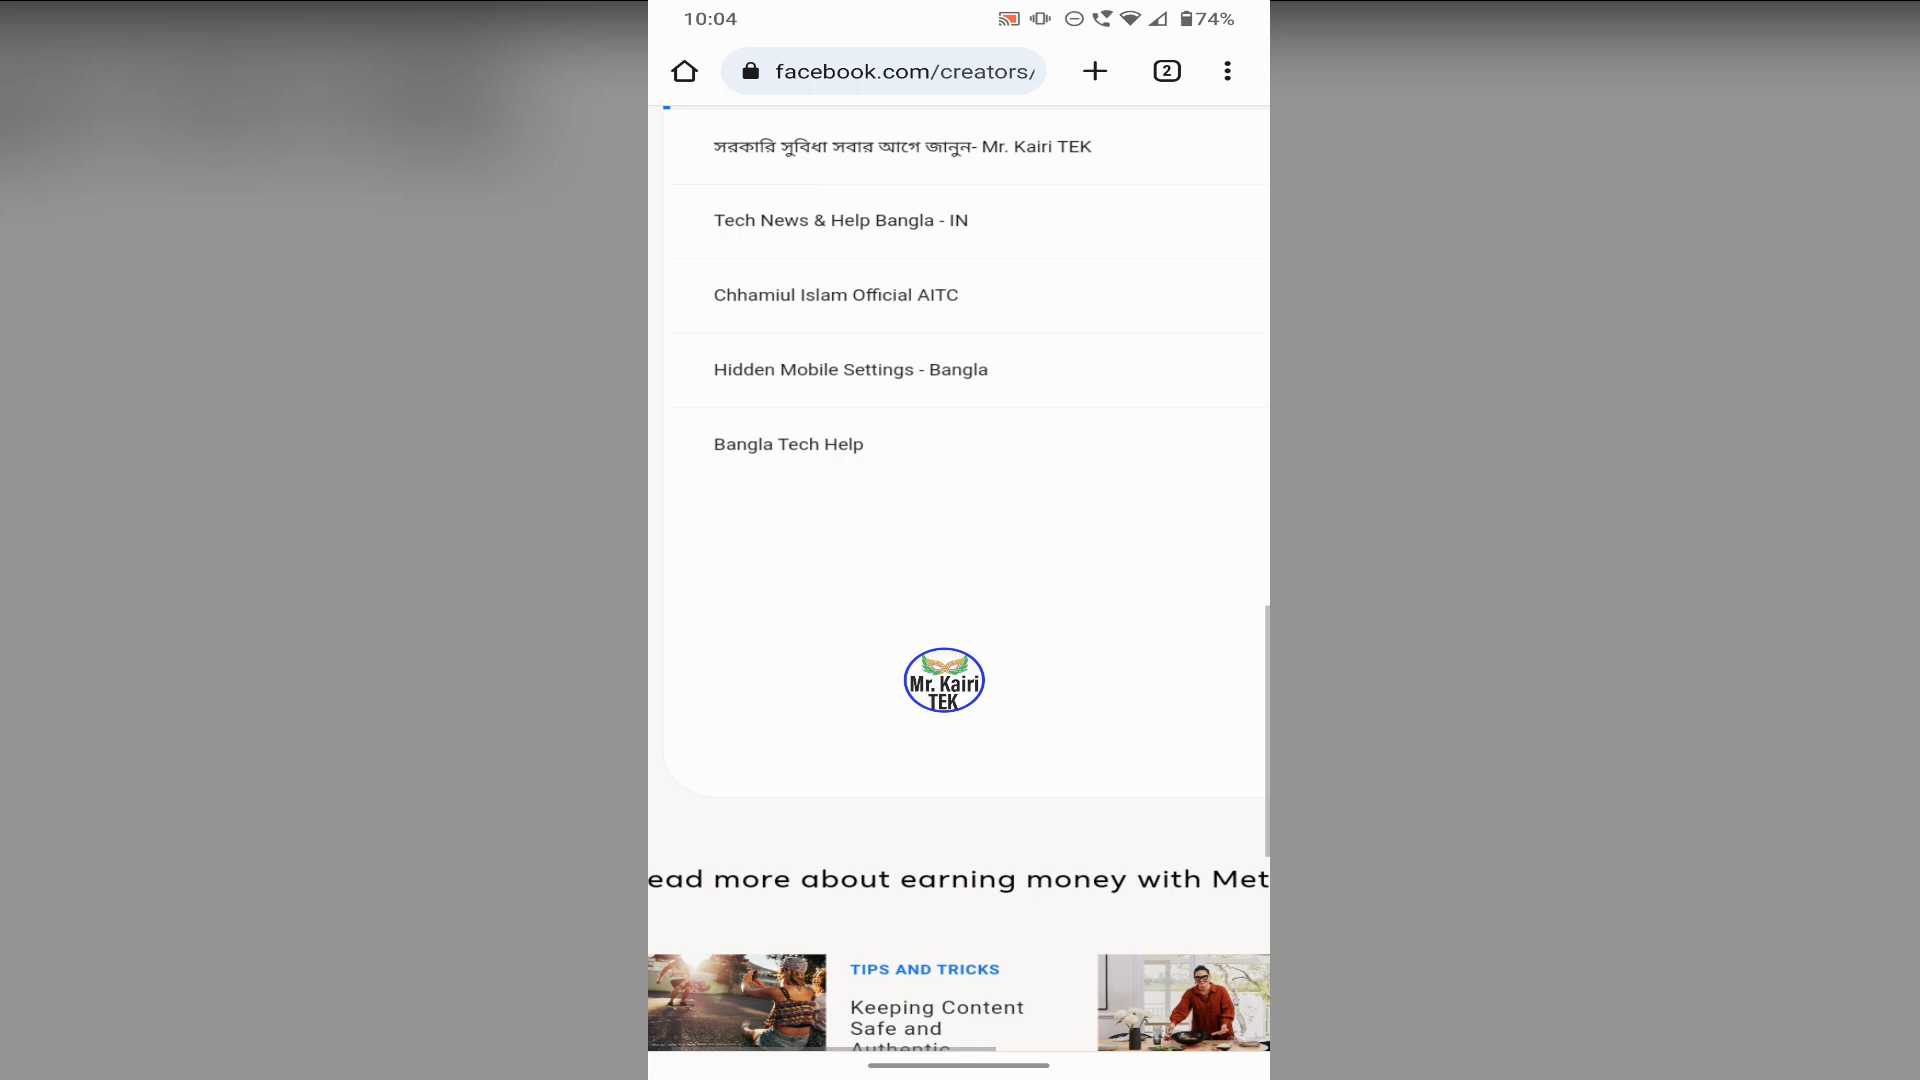 10:04
74%
facebook.com/creators/
2
সরকারি সুবিধা সবার আগে জানুন- Mr. Kairi TEK
Tech News & Help Bangla - IN
Chhamiul Islam Official AITC
Hidden Mobile Settings - Bangla
Bangla Tech Help
Mr. Kairi
TEK
ead more about earning money with Met
TIPS AND TRICKS
Keeping Content
Safe and
Authentic